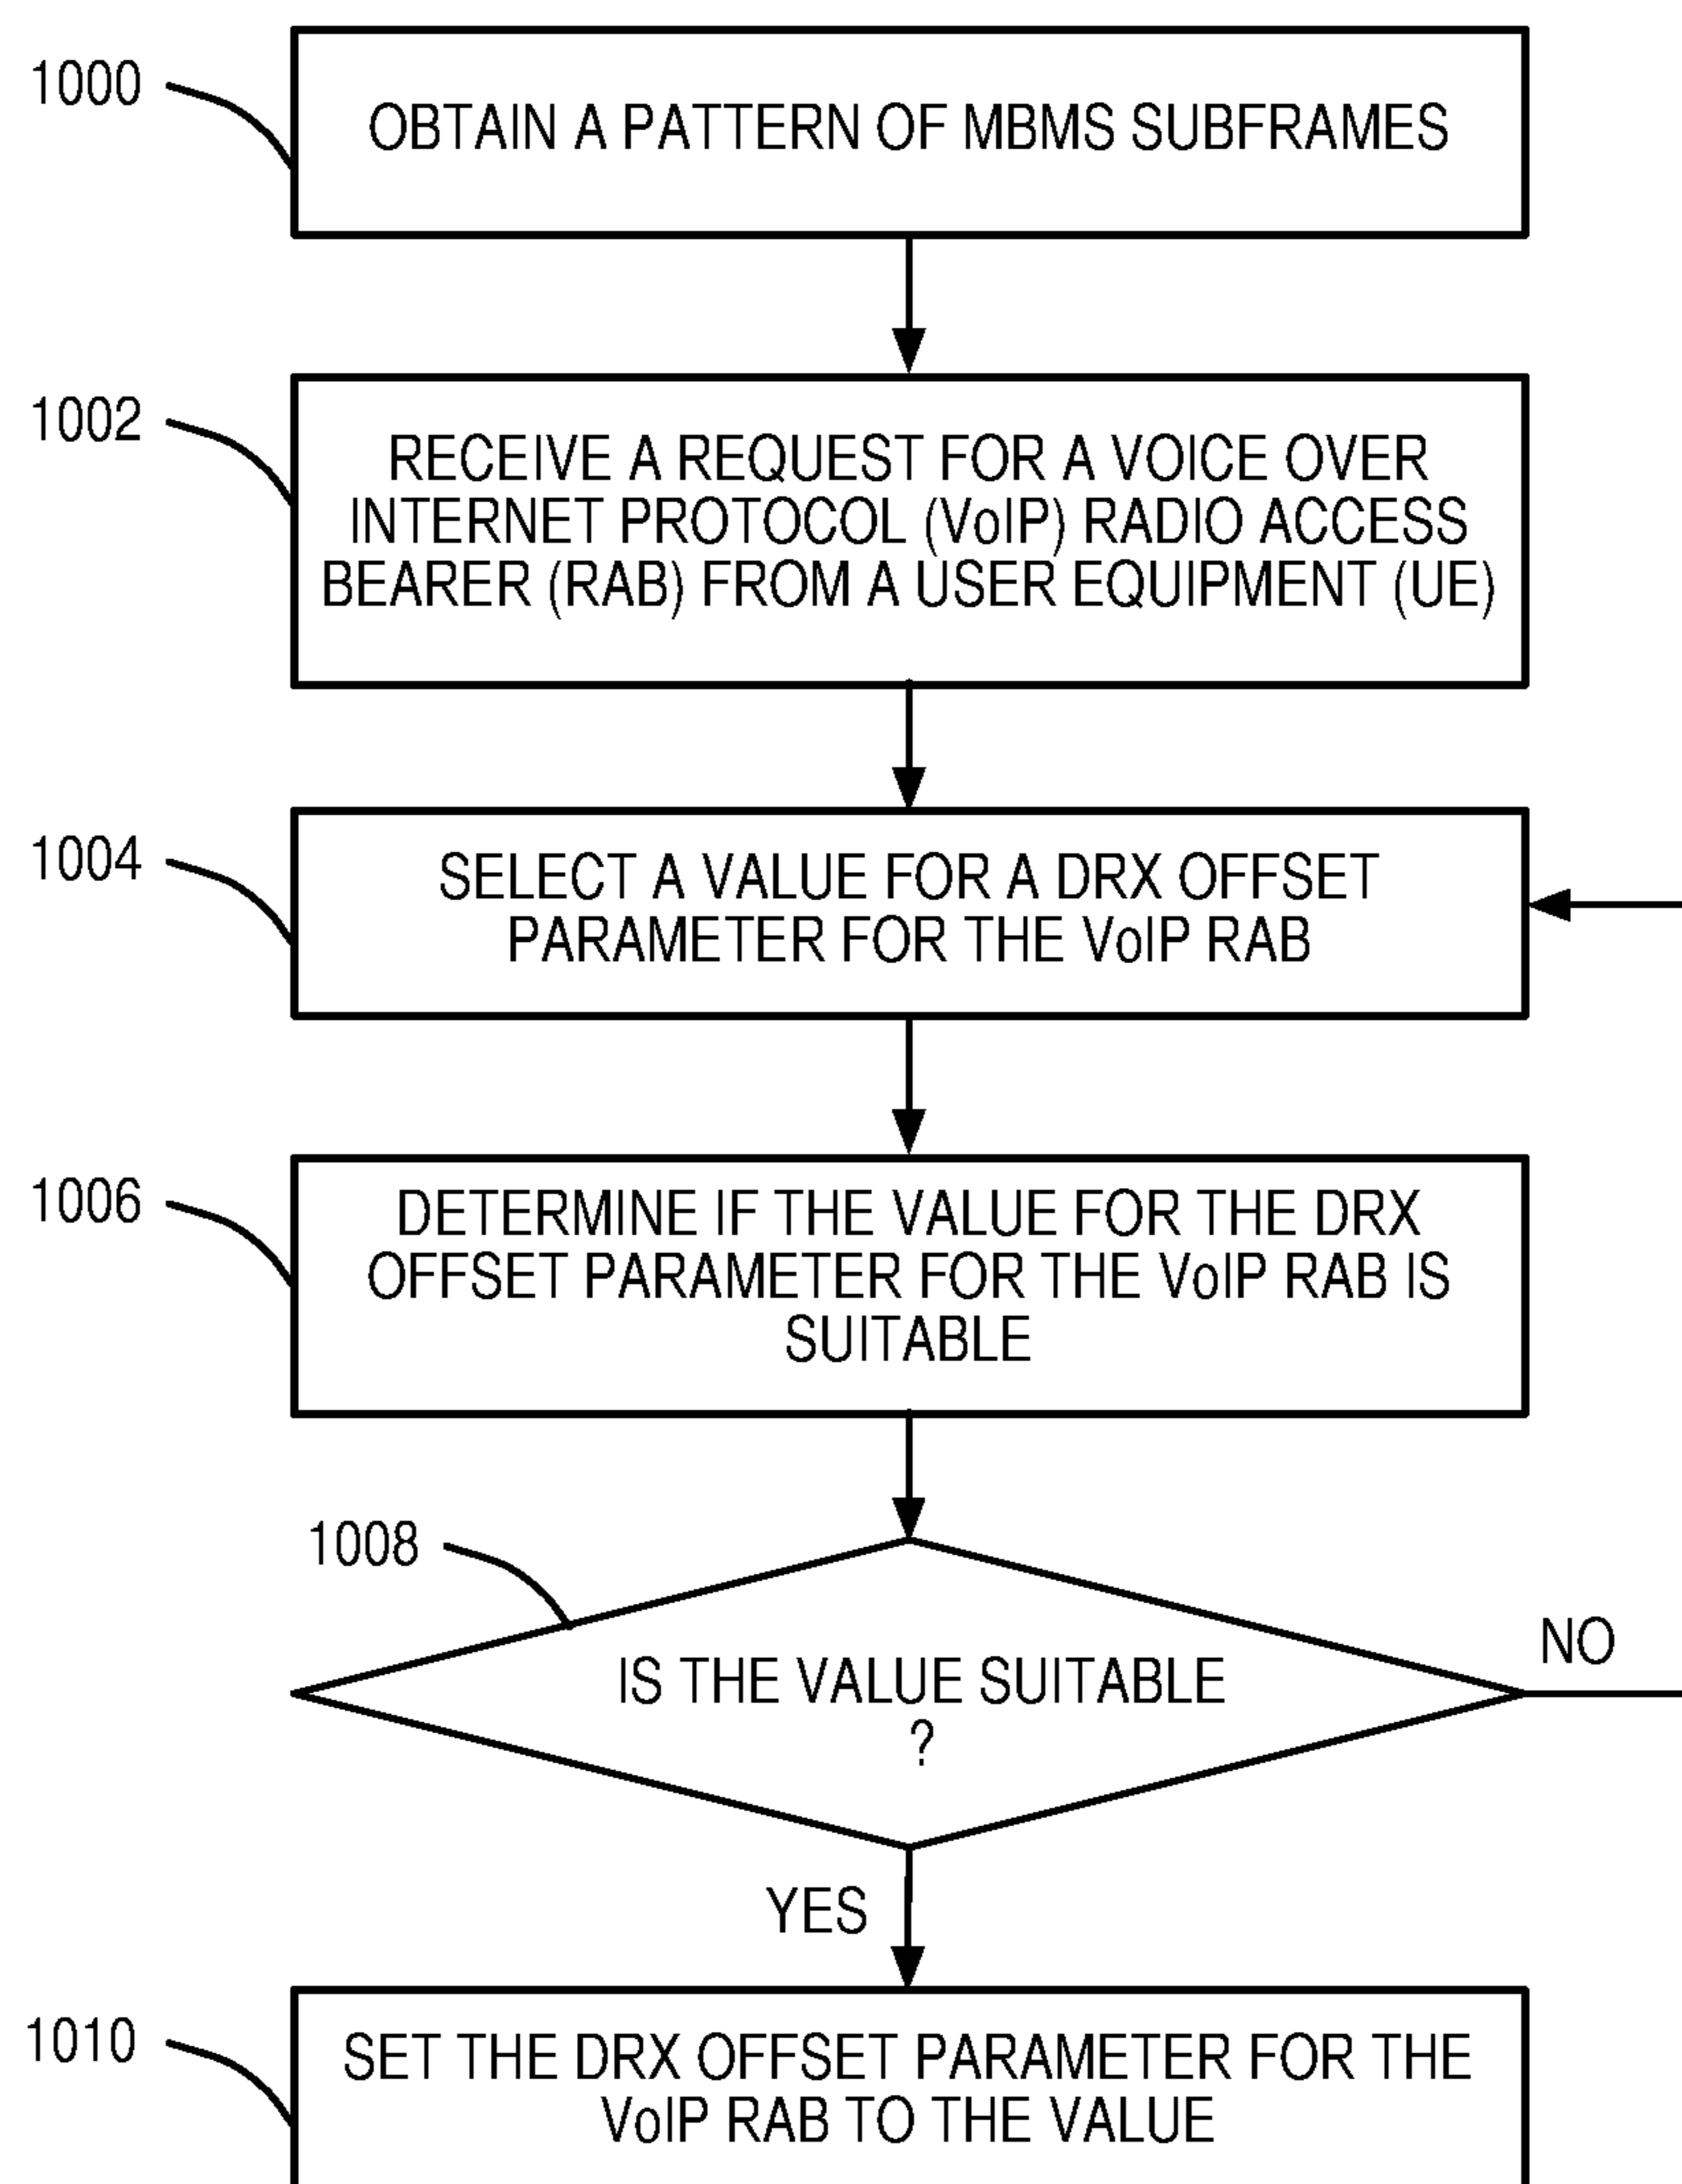 1000
OBTAIN A PATTERN OF MBMS SUBFRAMES
1002
RECEIVE A REQUEST FOR A VOICE OVER
INTERNET PROTOCOL (VoIP) RADIO ACCESS
BEARER (RAB) FROM A USER EQUIPMENT (UE)
1004
SELECT A VALUE FOR A DRX OFFSET
PARAMETER FOR THE VoIP RAB
1006
DETERMINE IF THE VALUE FOR THE DRX
OFFSET PARAMETER FOR THE VoIP RAB IS
SUITABLE
1008
IS THE VALUE SUITABLE
?
NO
YES
1010
SET THE DRX OFFSET PARAMETER FOR THE
VoIP RAB TO THE VALUE